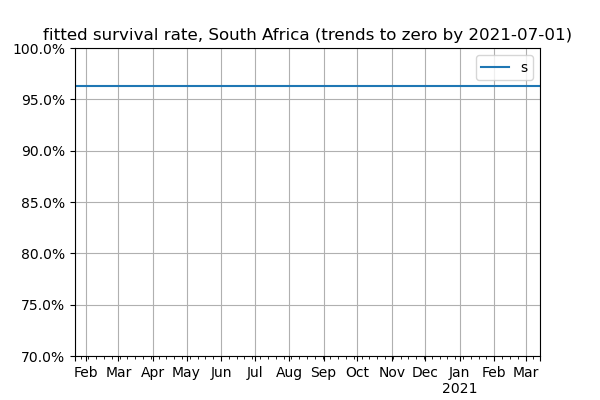 fitted survival rate, South Africa (trends to zero by 2021-07-01)
100.0%
s
95.0%
90.0%
85.0%
80.0%
75.0%
70.0%
Feb Mar Apr May Jun Jul Aug Sep Oct Nov Dec Jan Feb Mar
2021